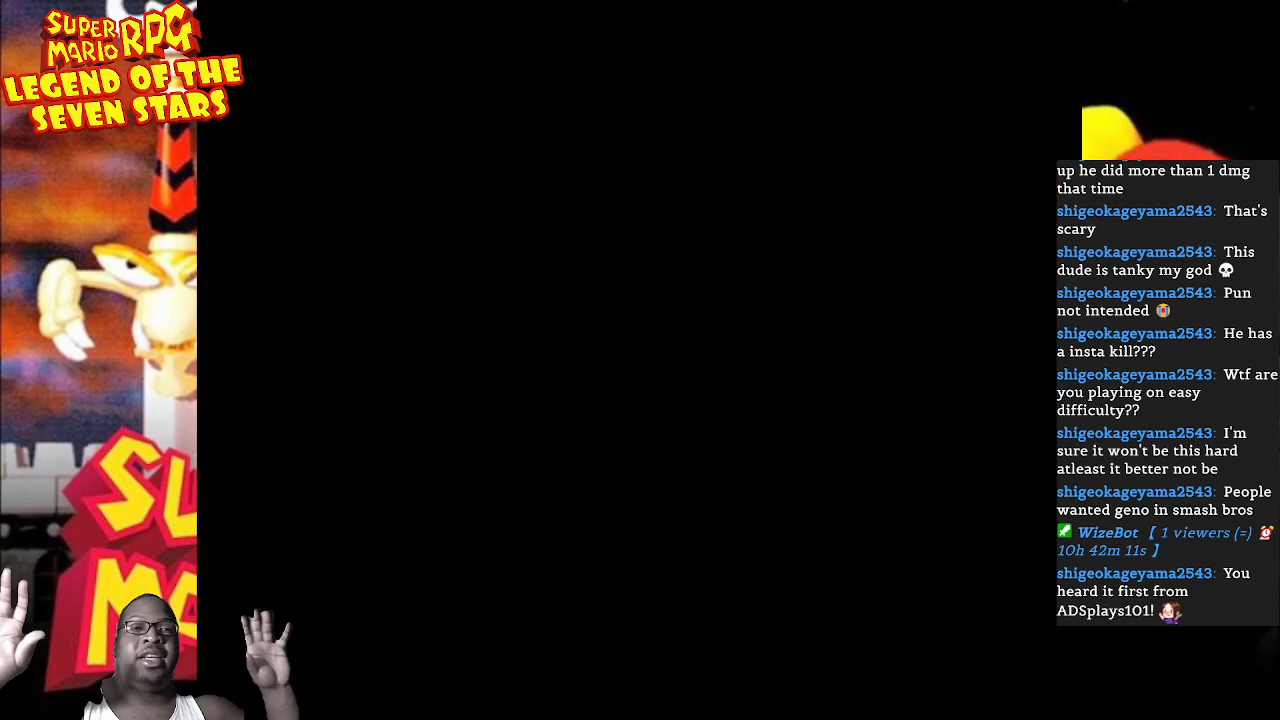 SUPER
MARIO RPG
LEGEND OF THE
SEVEN STARS
SU
MA
up he did more than 1 dmg
that time
shigeokageyama2543: That's
scary
shigeokageyama2543: This
dude is tanky my god 💀
shigeokageyama2543: Pun
not intended 😭
shigeokageyama2543: He has
a insta kill???
shigeokageyama2543: Wtf are
you playing on easy
difficulty??
shigeokageyama2543: I'm
sure it won't be this hard
atleast it better not be
shigeokageyama2543: People
wanted geno in smash bros
WizeBot 【 1 viewers (=) ⏰
10h 42m 11s 】
shigeokageyama2543: You
heard it first from
ADSplays101!